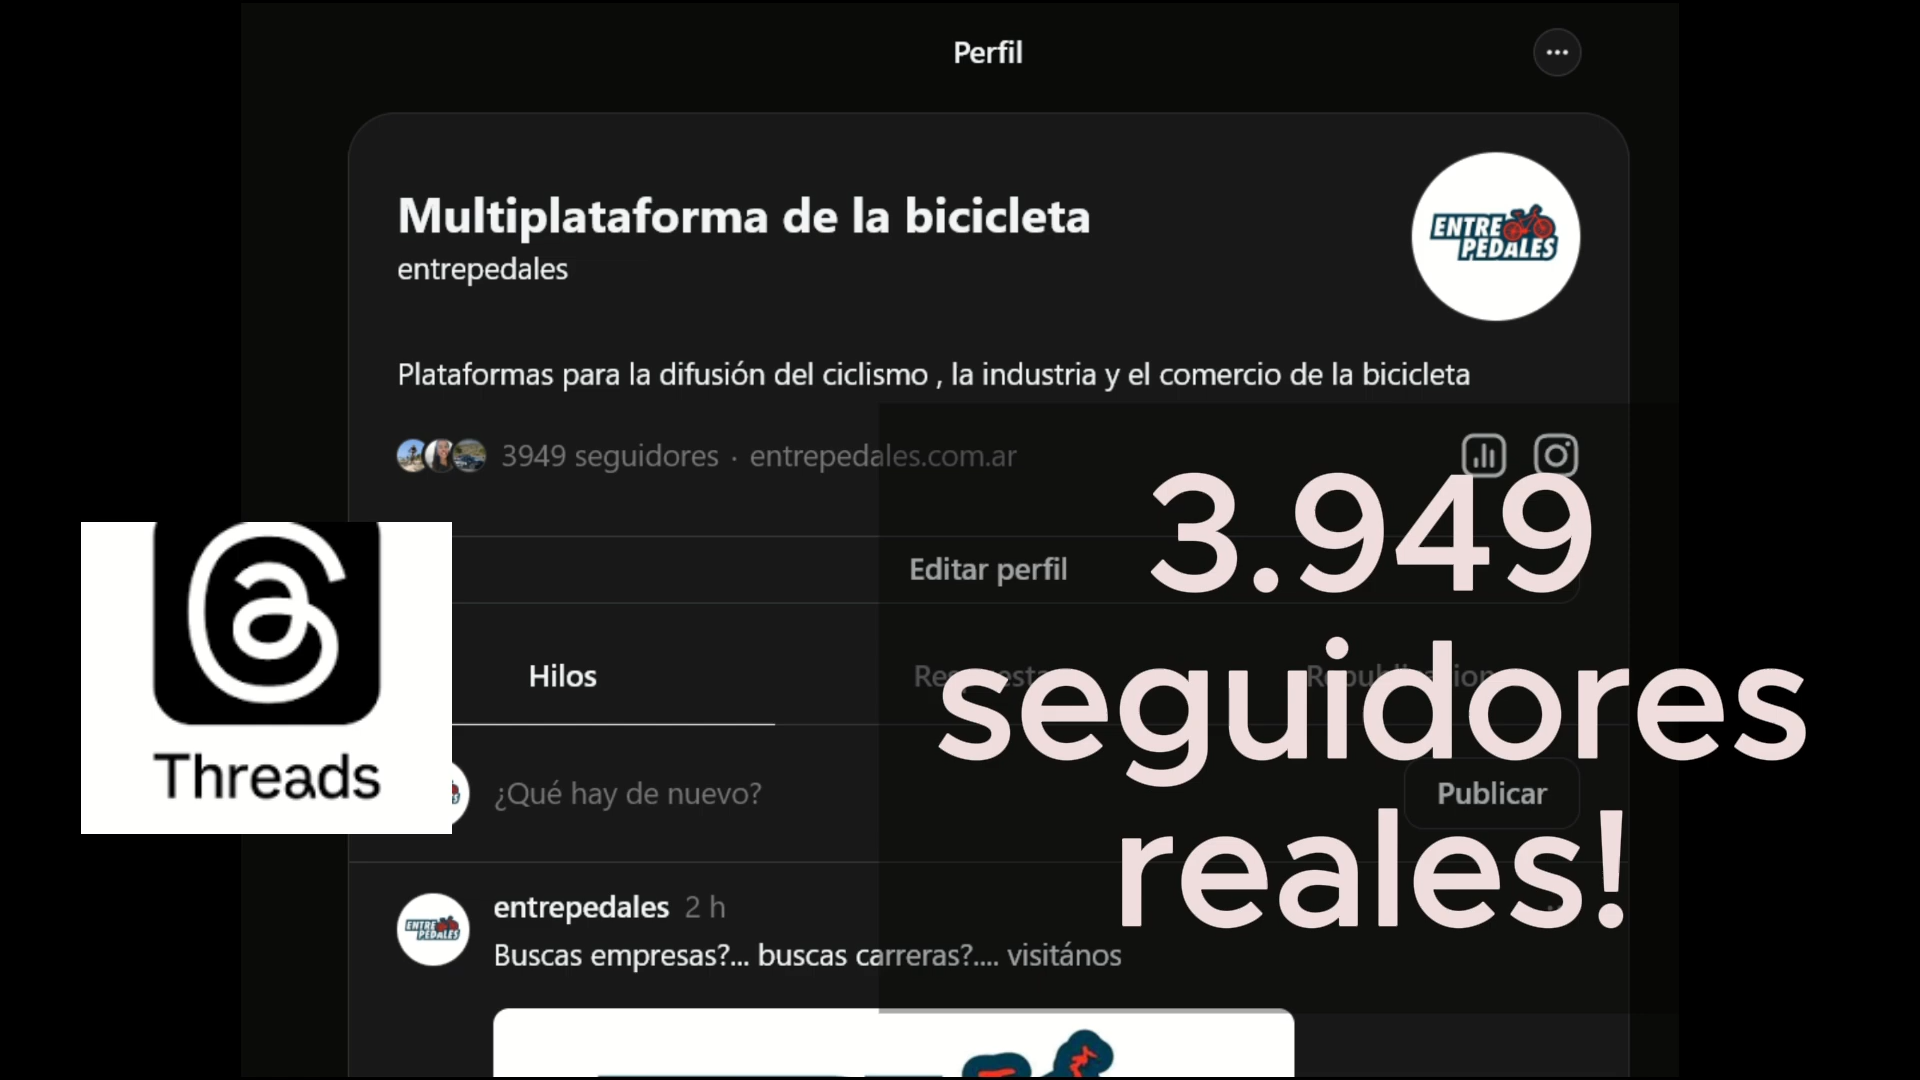 Perfil
Multiplataforma de la bicicleta
entrepedales
ENTRE
PEDALES
Plataformas para la difusión del ciclismo , la industria y el comercio de la bicicleta
3949 seguidores · entrepedales.com.ar
3.949
seguidores
reales!
Editar perfil
Threads
Hilos
¿Qué hay de nuevo?
Publicar
entrepedales 2 h
ENTRE
PEDALES
Buscas empresas?... buscas carreras?.... visitános